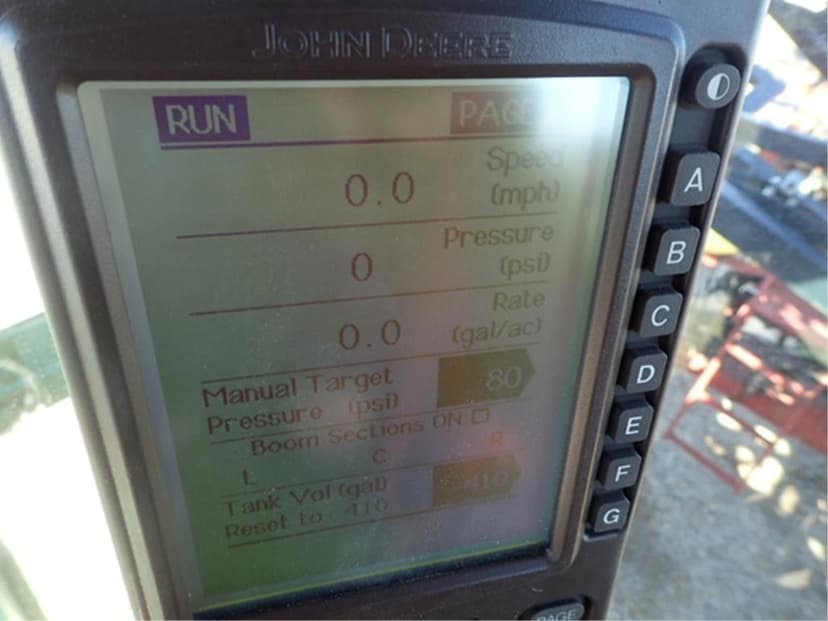 JOHN DEERE
RUN PAGE
0.0 Speed (mph)
0 Pressure (psi)
0.0 Rate (gal/ac)
Manual Target
Pressure (psi) 80
Boom Sections ON
L C R
Tank Vol (gal) 410
Reset to 410
A
B
C
D
E
F
G
PAGE